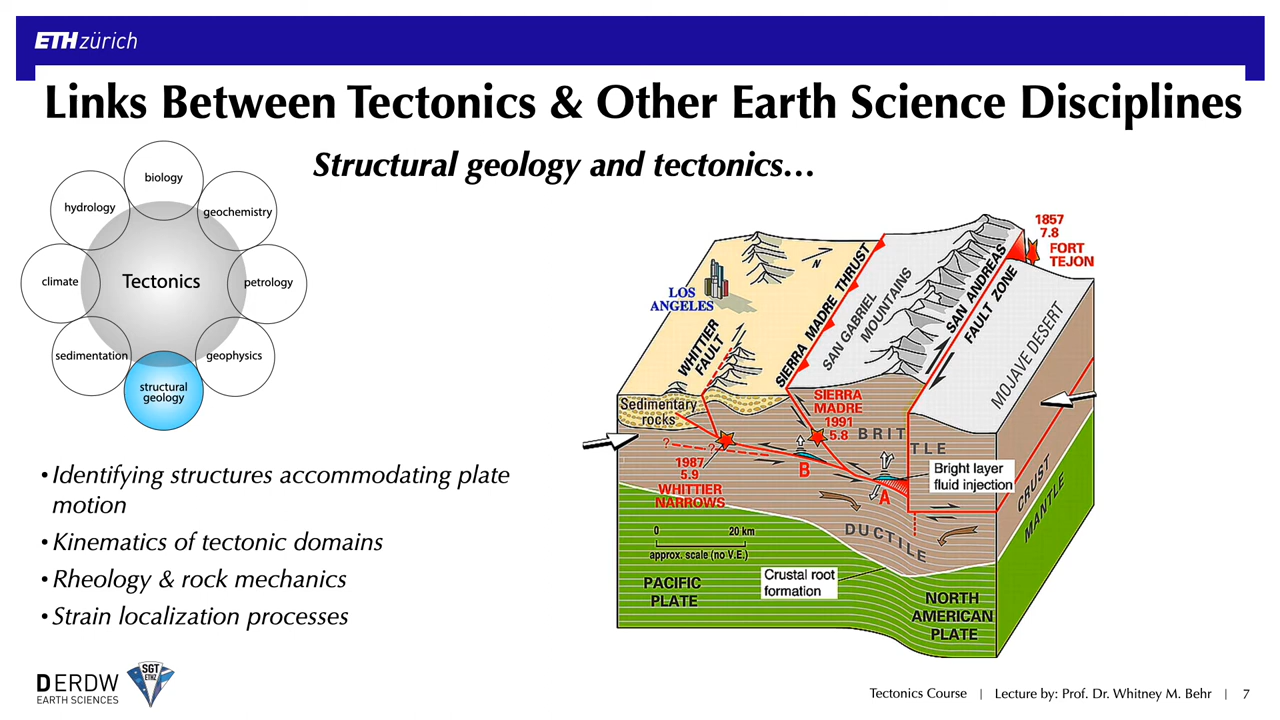 ETH zürich
Links Between Tectonics & Other Earth Science Disciplines
Structural geology and tectonics...
biology
hydrology
geochemistry
climate
Tectonics
petrology
sedimentation
geophysics
structural
geology
• Identifying structures accommodating plate
motion
• Kinematics of tectonic domains
• Rheology & rock mechanics
• Strain localization processes
1857
7.8
FORT
TEJON
N
LOS
ANGELES
WHITTIER
FAULT
SIERRA MADRE THRUST
SAN GABRIEL
MOUNTAINS
SAN ANDREAS
FAULT ZONE
MOJAVE DESERT
Sedimentary
rocks
SIERRA
MADRE
1991
5.8
BRITTLE
? ?
1987
5.9
WHITTIER
NARROWS
B
A
Bright layer
fluid injection
CRUST
MANTLE
DUCTILE
0 20 km
approx. scale (no V.E.)
Crustal root
formation
PACIFIC
PLATE
NORTH
AMERICAN
PLATE
DERDW
EARTH SCIENCES
SGT
ETHZ
Tectonics Course | Lecture by: Prof. Dr. Whitney M. Behr | 7